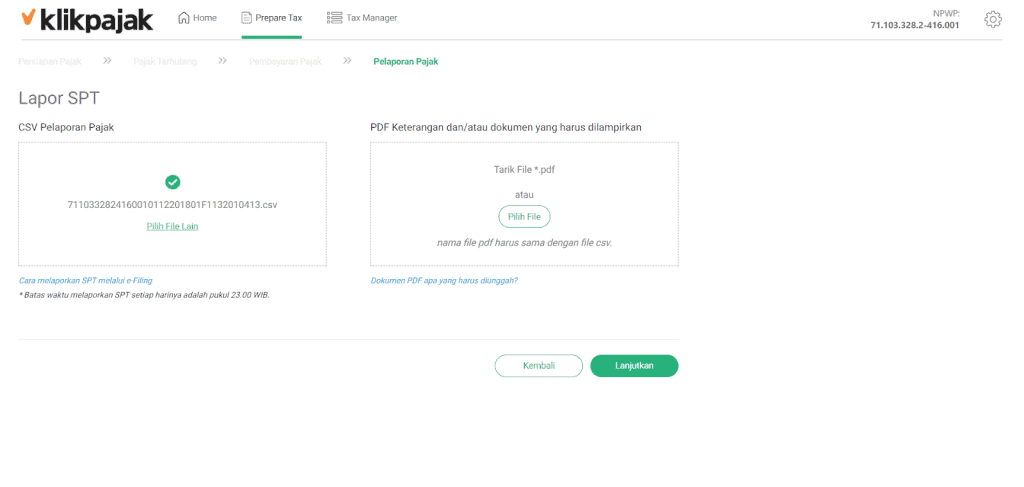 klikpajak
Home
Prepare Tax
Tax Manager
NPWP:
71.103.328.2-416.001
Persiapan Pajak >> Pajak Terhutang >> Pembayaran Pajak >> Pelaporan Pajak
Lapor SPT
CSV Pelaporan Pajak
711033282416001011220180​1F1132010413.csv
Pilih File Lain
Cara melaporkan SPT melalui e-Filing
* Batas waktu melaporkan SPT setiap harinya adalah pukul 23.00 WIB.
PDF Keterangan dan/atau dokumen yang harus dilampirkan
Tarik File *.pdf
atau
Pilih File
nama file pdf harus sama dengan file csv.
Dokumen PDF apa yang harus diunggah?
Kembali
Lanjutkan